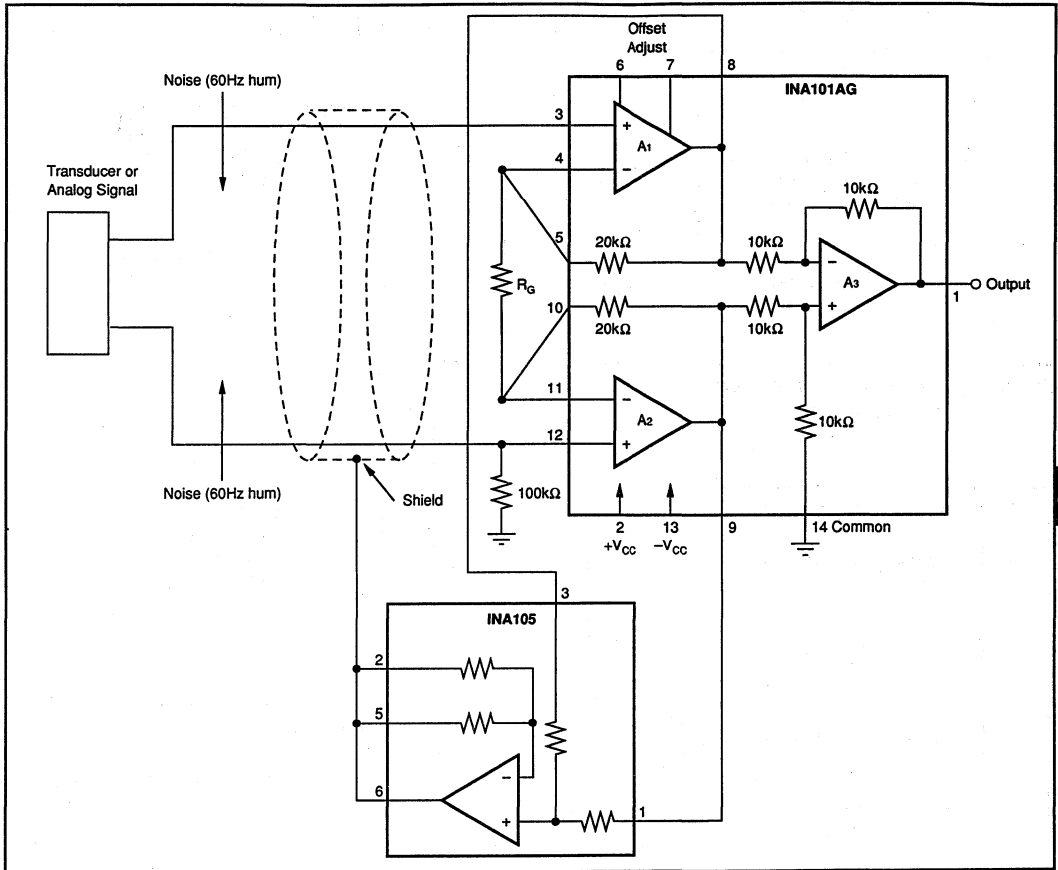 Offset
Adjust
6
7
8
INA101AG
Noise (60Hz hum)
3
+
A1
10kΩ
4
−
Transducer or
Analog Signal
5
20kΩ
10kΩ
−
A3
RG
Output
1
10
20kΩ
10kΩ
+
11
−
A2
10kΩ
12
+
Noise (60Hz hum)
Shield
100kΩ
2
+VCC
13
−VCC
9
14 Common
3
INA105
2
5
−
6
+
1